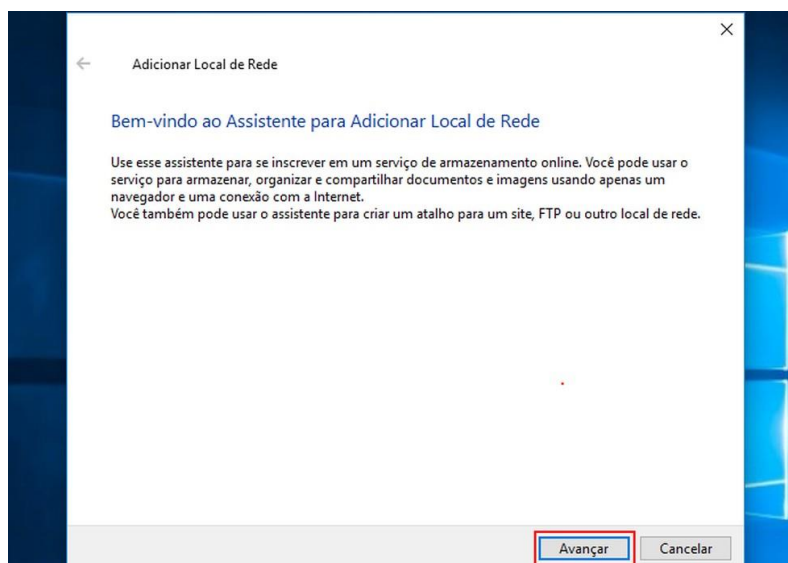 Adicionar Local de Rede
Bem-vindo ao Assistente para Adicionar Local de Rede
Use esse assistente para se inscrever em um serviço de armazenamento online. Você pode usar o
serviço para armazenar, organizar e compartilhar documentos e imagens usando apenas um
navegador e uma conexão com a Internet.
Você também pode usar o assistente para criar um atalho para um site, FTP ou outro local de rede.
Avançar Cancelar